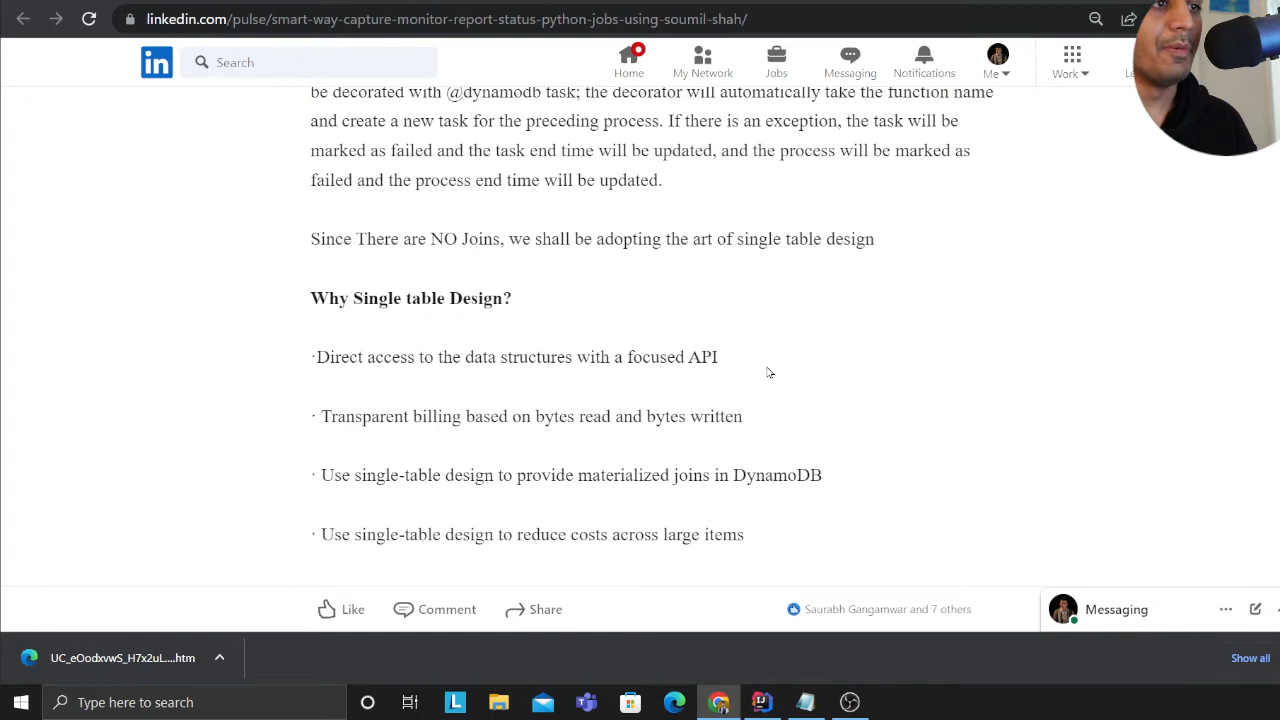 linkedin.com/pulse/smart-way-capture-monitor-report-status-python-jobs-using-soumil-shah/
in
Search
Home
My Network
Jobs
Messaging
Notifications
Me
Work
be decorated with @dynamodb task; the decorator will automatically take the function name
and create a new task for the preceding process. If there is an exception, the task will be
marked as failed and the task end time will be updated, and the process will be marked as
failed and the process end time will be updated.
Since There are NO Joins, we shall be adopting the art of single table design
Why Single table Design?
·Direct access to the data structures with a focused API
· Transparent billing based on bytes read and bytes written
· Use single-table design to provide materialized joins in DynamoDB
· Use single-table design to reduce costs across large items
Like
Comment
Share
Saurabh Gangamwar and 7 others
Messaging
UC_eOodxvwS_H7x2uL....htm
Show all
Type here to search
L